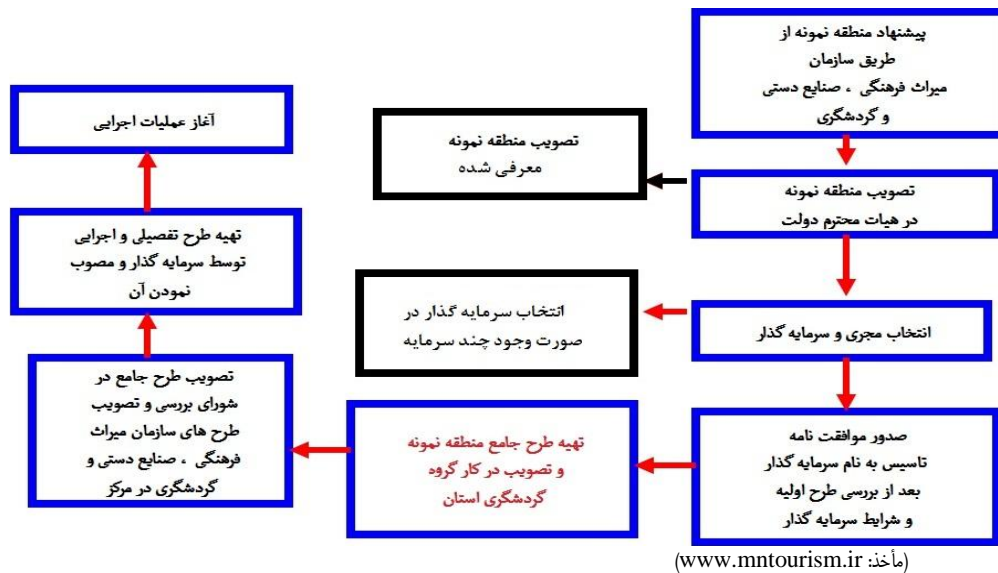 پیشنهاد منطقه نمونه از
طریق سازمان
میراث فرهنگی ، صنایع دستی
و گردشگری
تصویب منطقه نمونه
در هیات محترم دولت
تصویب منطقه نمونه
معرفی شده
انتخاب مجری و سرمایه گذار
انتخاب سرمایه گذار در
صورت وجود چند سرمایه
صدور موافقت نامه
تاسیس به نام سرمایه گذار
بعد از بررسی طرح اولیه
و شرایط سرمایه گذار
تهیه طرح جامع منطقه نمونه
و تصویب در کار گروه
گردشگری استان
تصویب طرح جامع در
شورای بررسی و تصویب
طرح های سازمان میراث
فرهنگی ، صنایع دستی و
گردشگری در مرکز
تهیه طرح تفصیلی و اجرایی
توسط سرمایه گذار و مصوب
نمودن آن
آغاز عملیات اجرایی
(مأخذ: www.mntourism.ir)